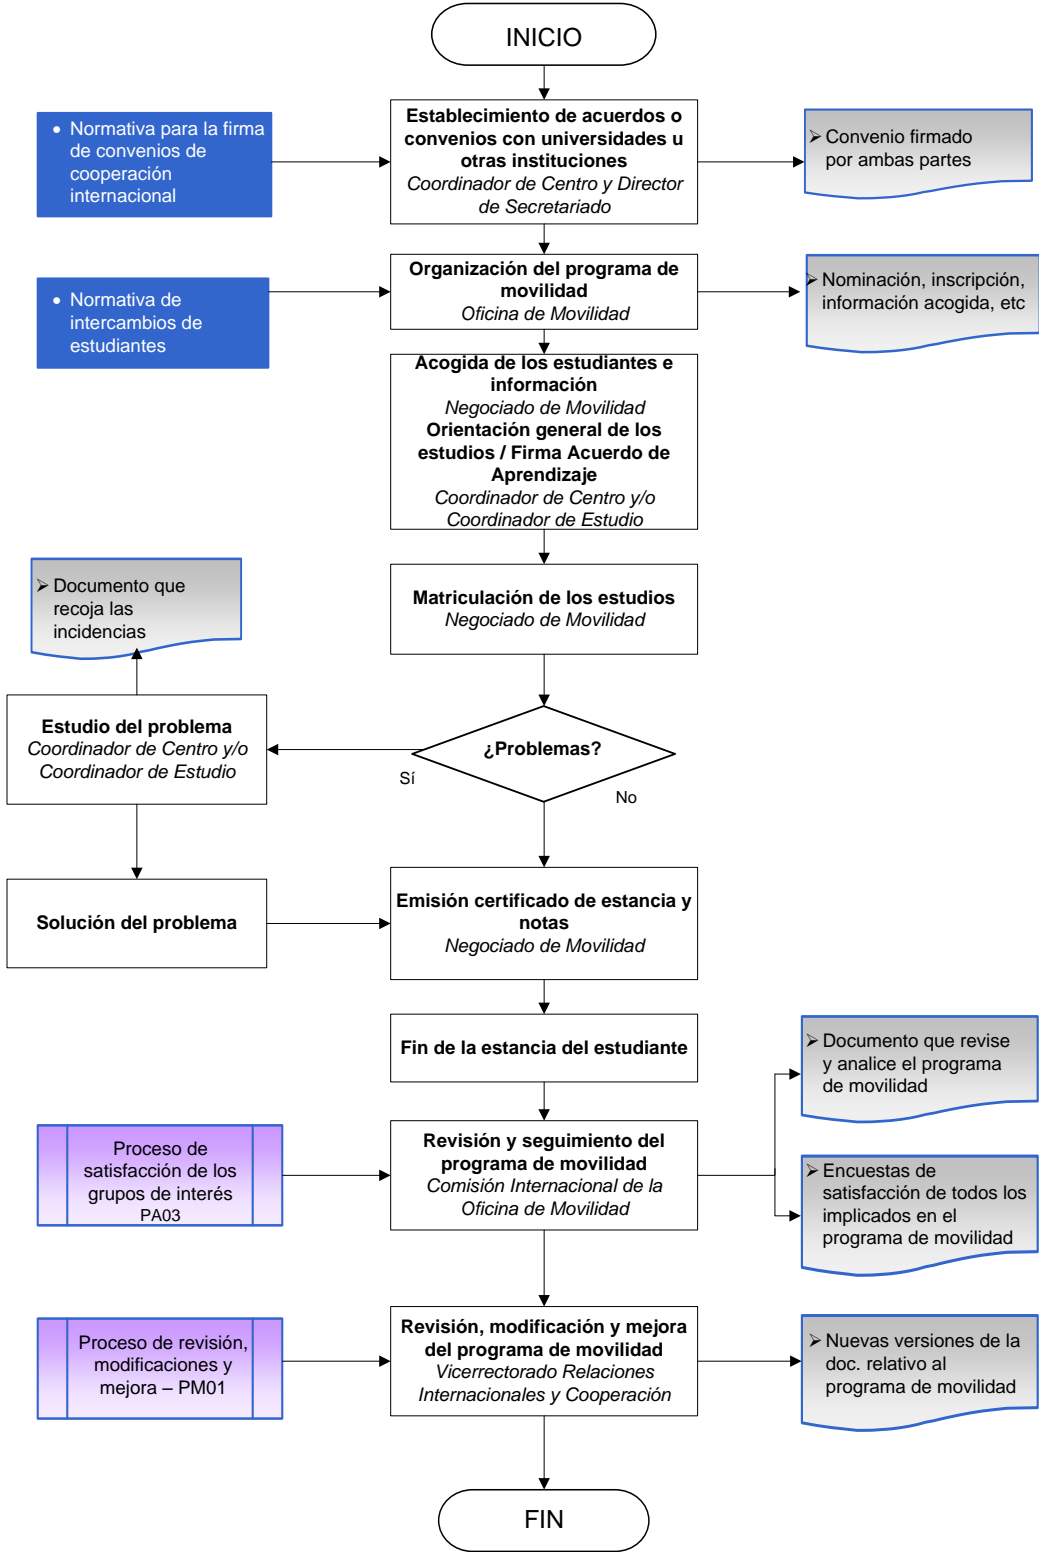 INICIO
• Normativa para la firma
de convenios de
cooperación
internacional
Establecimiento de acuerdos o
convenios con universidades u
otras instituciones
Coordinador de Centro y Director
de Secretariado
➢ Convenio firmado
por ambas partes
• Normativa de
intercambios de
estudiantes
Organización del programa de
movilidad
Oficina de Movilidad
➢ Nominación, inscripción,
información acogida, etc
Acogida de los estudiantes e
información
Negociado de Movilidad
Orientación general de los
estudios / Firma Acuerdo de
Aprendizaje
Coordinador de Centro y/o
Coordinador de Estudio
Matriculación de los estudios
Negociado de Movilidad
➢ Documento que
recoja las
incidencias
Estudio del problema
Coordinador de Centro y/o
Coordinador de Estudio
¿Problemas?
Sí
No
Solución del problema
Emisión certificado de estancia y
notas
Negociado de Movilidad
Fin de la estancia del estudiante
➢ Documento que revise
y analice el programa
de movilidad
Proceso de
satisfacción de los
grupos de interés
PA03
Revisión y seguimiento del
programa de movilidad
Comisión Internacional de la
Oficina de Movilidad
➢ Encuestas de
satisfacción de todos los
implicados en el
programa de movilidad
Proceso de revisión,
modificaciones y
mejora – PM01
Revisión, modificación y mejora
del programa de movilidad
Vicerrectorado Relaciones
Internacionales y Cooperación
➢ Nuevas versiones de la
doc. relativo al
programa de movilidad
FIN